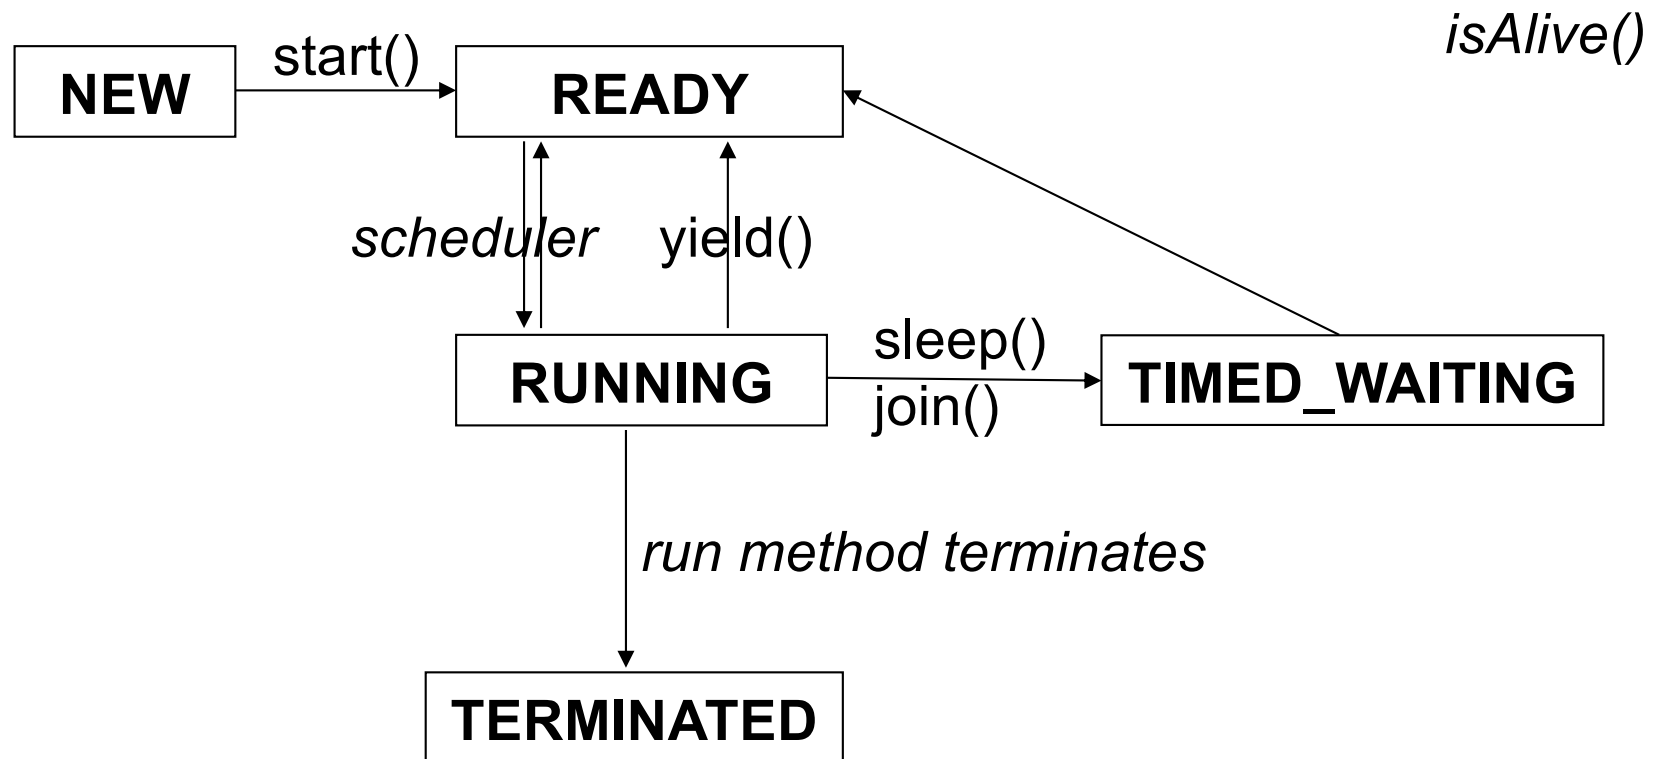 isAlive()
NEW
start()
READY
scheduler
yield()
RUNNING
sleep()
join()
TIMED_WAITING
run method terminates
TERMINATED